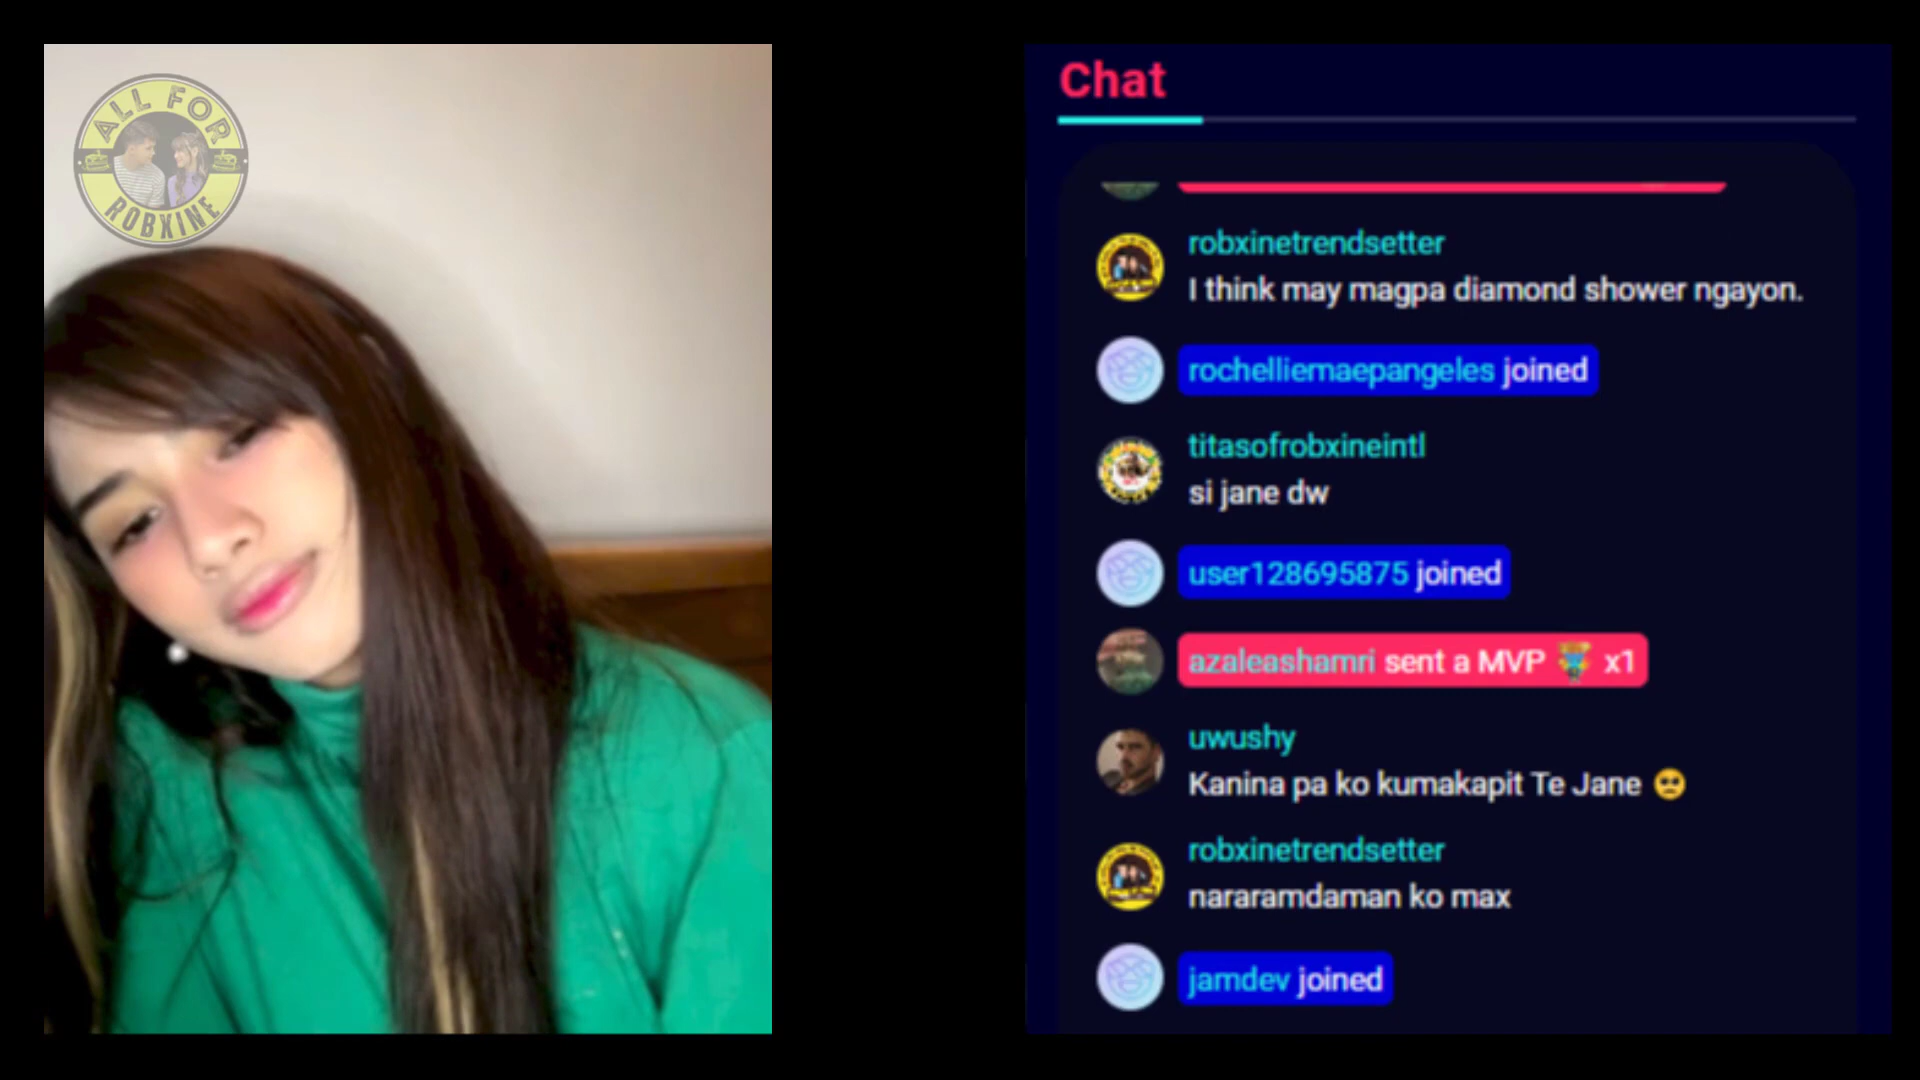 ALL FOR
ROBXINE
Chat
robxinetrendsetter
I think may magpa diamond shower ngayon.
rochelliemaepangeles joined
titasofrobxineintl
si jane dw
user128695875 joined
azaleashamri sent a MVP x1
uwushy
Kanina pa ko kumakapit Te Jane 🥺
robxinetrendsetter
nararamdaman ko max
jamdev joined